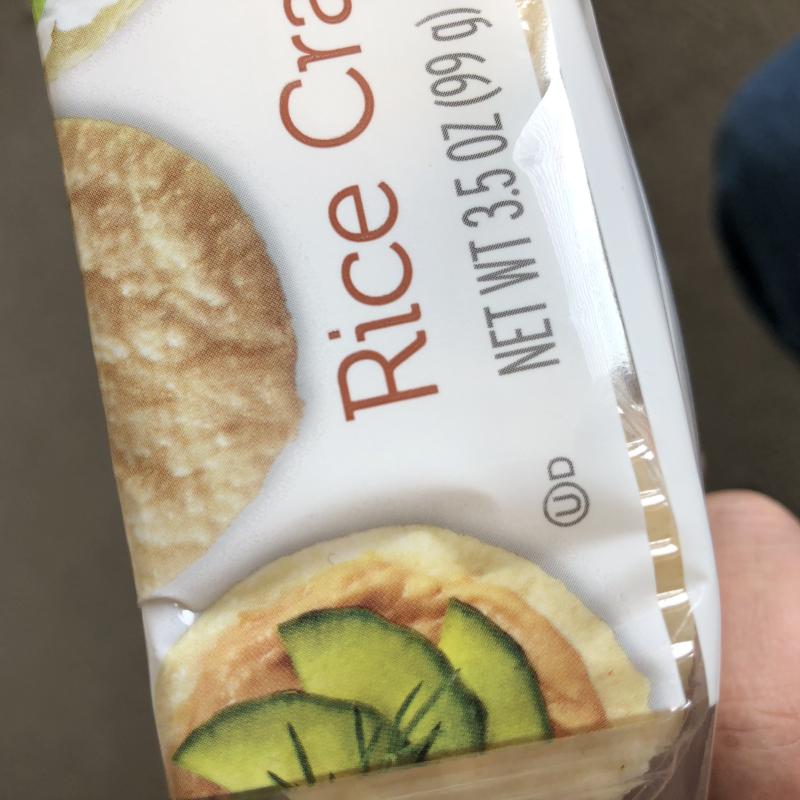 Rice Cra
NET WT 3.5 OZ (99 g)
U D